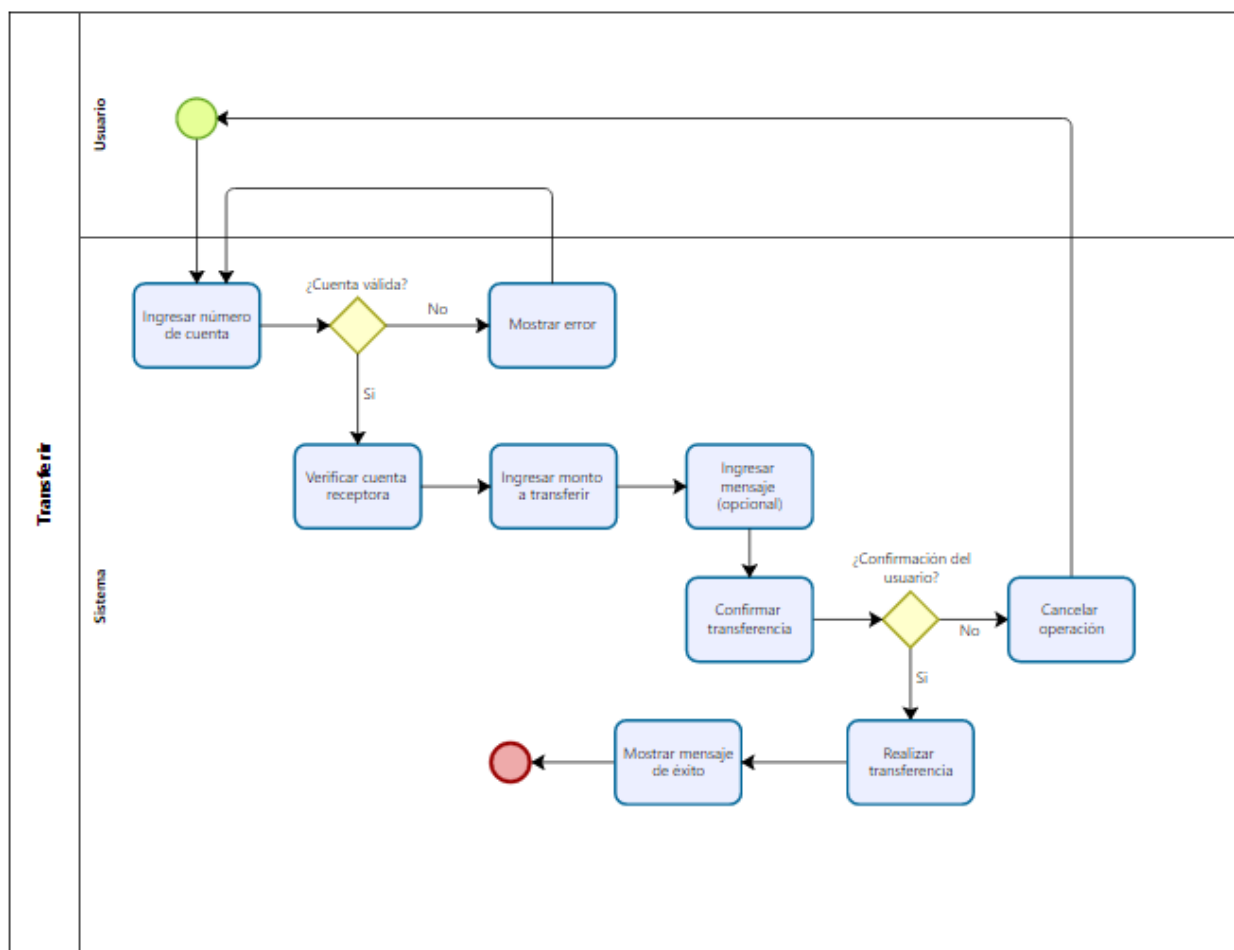 Transferir
Usuario
Sistema
¿Cuenta válida?
Ingresar número
de cuenta
No
Mostrar error
Si
Verificar cuenta
receptora
Ingresar monto
a transferir
Ingresar
mensaje
(opcional)
¿Confirmación del
usuario?
Confirmar
transferencia
No
Cancelar
operación
Si
Mostrar mensaje
de éxito
Realizar
transferencia